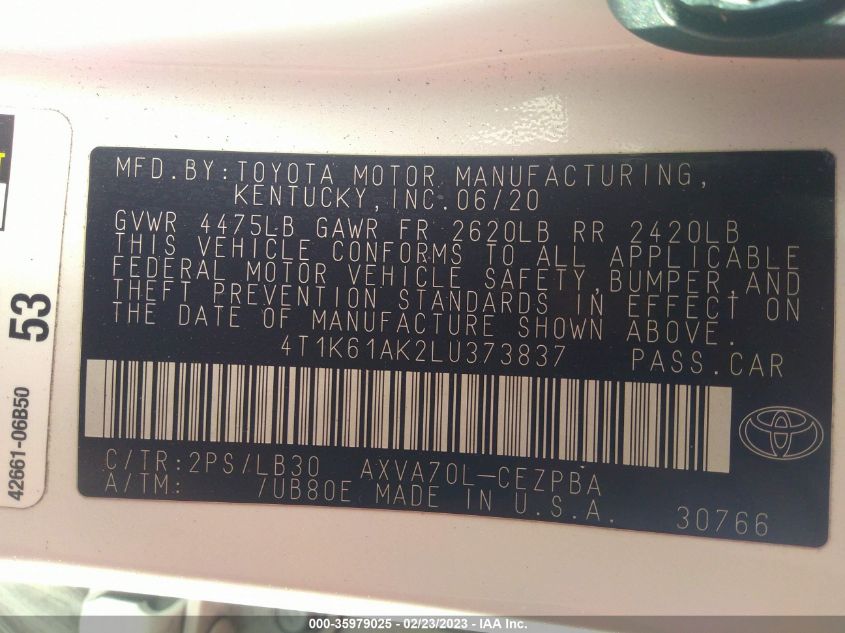 MFD.BY:TOYOTA MOTOR MANUFACTURING,
KENTUCKY,INC.06/20
GVWR 4475LB GAWR FR 2620LB RR 2420LB
THIS VEHICLE CONFORMS TO ALL APPLICABLE
FEDERAL MOTOR VEHICLE SAFETY,BUMPER,AND
THEFT PREVENTION STANDARDS IN EFFECT ON
THE DATE OF MANUFACTURE SHOWN ABOVE.
4T1K61AK2LU373837 PASS.CAR
C/TR:2PS/LB30 AXVA70L-CEZPBA
A/TM: /UB80E MADE IN U.S.A. 30766
53
42661-06B50
000-35979025 - 02/23/2023 - IAA Inc.